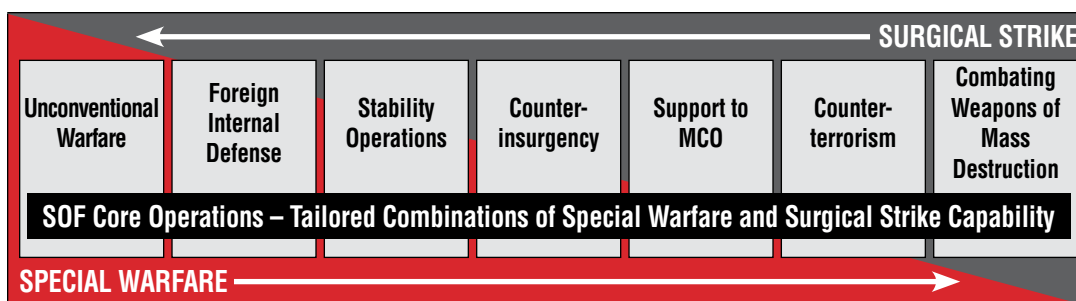 SURGICAL STRIKE
Unconventional
Warfare
Foreign
Internal
Defense
Stability
Operations
Counter-
insurgency
Support to
MCO
Counter-
terrorism
Combating
Weapons of
Mass
Destruction
SOF Core Operations – Tailored Combinations of Special Warfare and Surgical Strike Capability
SPECIAL WARFARE